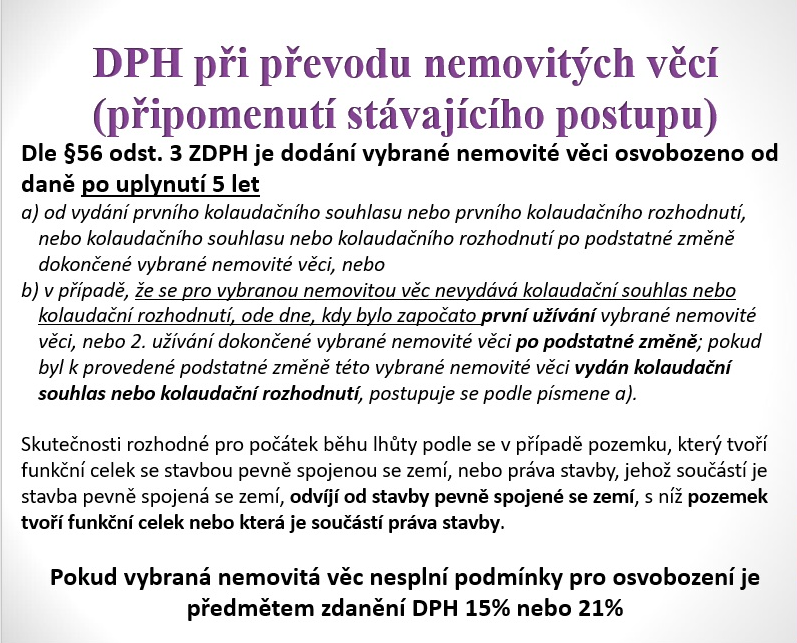 DPH při převodu nemovitých věcí
(připomenutí stávajícího postupu)
Dle §56 odst. 3 ZDPH je dodání vybrané nemovité věci osvobozeno od
daně po uplynutí 5 let
a) od vydání prvního kolaudačního souhlasu nebo prvního kolaudačního rozhodnutí,
nebo kolaudačního souhlasu nebo kolaudačního rozhodnutí po podstatné změně
dokončené vybrané nemovité věci, nebo
b) v případě, že se pro vybranou nemovitou věc nevydává kolaudační souhlas nebo
kolaudační rozhodnutí, ode dne, kdy bylo započato první užívání vybrané nemovité
věci, nebo 2. užívání dokončené vybrané nemovité věci po podstatné změně; pokud
byl k provedené podstatné změně této vybrané nemovité věci vydán kolaudační
souhlas nebo kolaudační rozhodnutí, postupuje se podle písmene a).
Skutečnosti rozhodné pro počátek běhu lhůty podle se v případě pozemku, který tvoří
funkční celek se stavbou pevně spojenou se zemí, nebo práva stavby, jehož součástí je
stavba pevně spojená se zemí, odvíjí od stavby pevně spojené se zemí, s níž pozemek
tvoří funkční celek nebo která je součástí práva stavby.
Pokud vybraná nemovitá věc nesplní podmínky pro osvobození je
předmětem zdanění DPH 15% nebo 21%